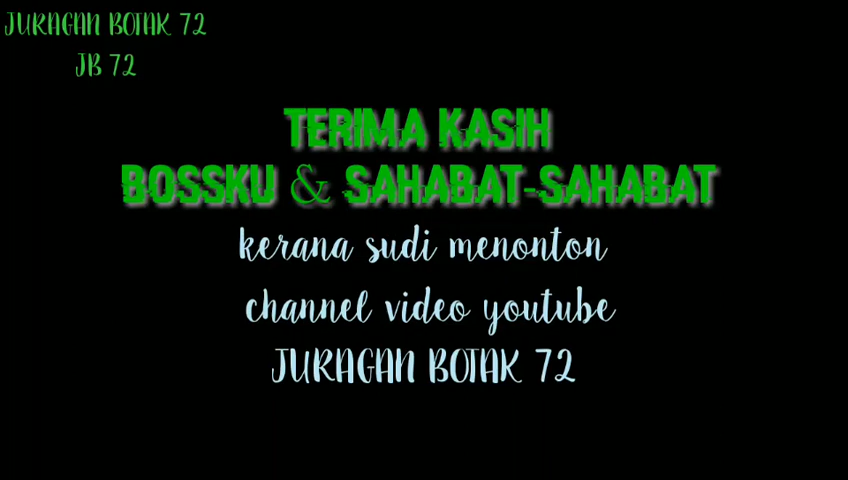 JURAGAN BOTAK 72
JB 72
TERIMA KASIH
BOSSKU & SAHABAT-SAHABAT
kerana sudi menonton
channel video youtube
JURAGAN BOTAK 72